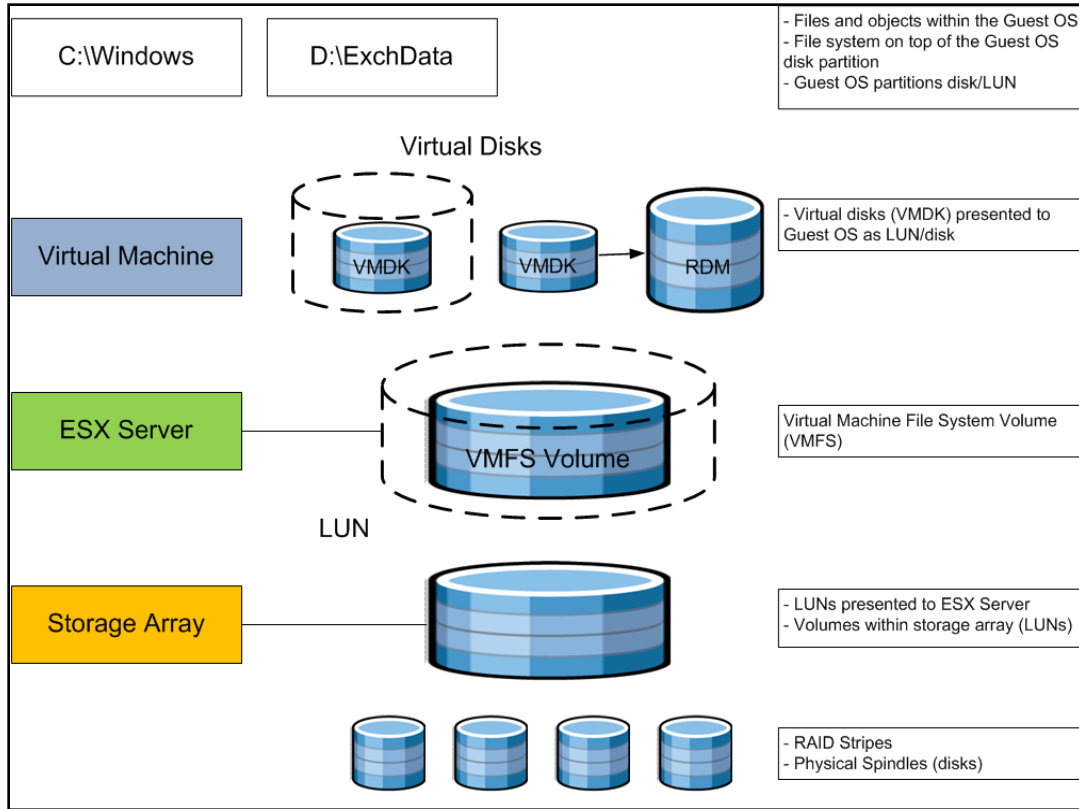 C:\Windows
D:\ExchData
- Files and objects within the Guest OS
- File system on top of the Guest OS
disk partition
- Guest OS partitions disk/LUN
Virtual Disks
Virtual Machine
VMDK
VMDK
RDM
- Virtual disks (VMDK) presented to
Guest OS as LUN/disk
ESX Server
VMFS Volume
Virtual Machine File System Volume
(VMFS)
LUN
Storage Array
- LUNs presented to ESX Server
- Volumes within storage array (LUNs)
- RAID Stripes
- Physical Spindles (disks)